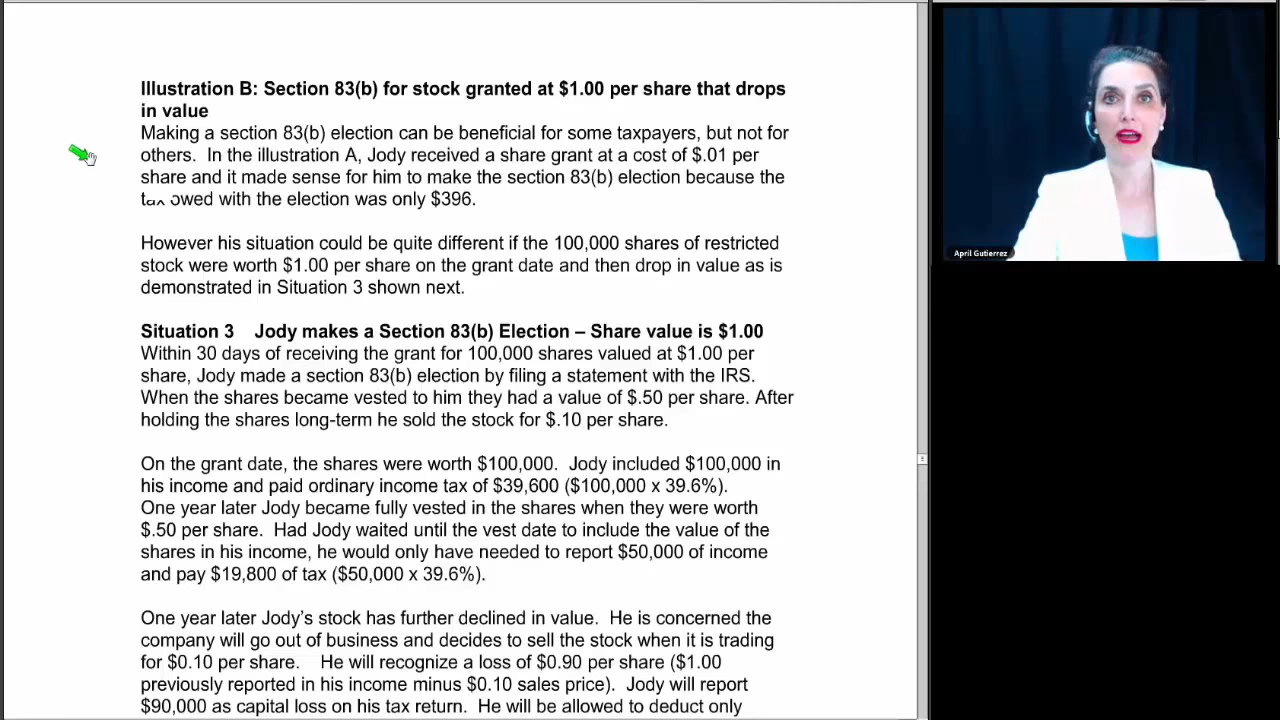 Illustration B: Section 83(b) for stock granted at $1.00 per share that drops
in value
Making a section 83(b) election can be beneficial for some taxpayers, but not for
others.  In the illustration A, Jody received a share grant at a cost of $.01 per
share and it made sense for him to make the section 83(b) election because the
tax owed with the election was only $396.
However his situation could be quite different if the 100,000 shares of restricted
stock were worth $1.00 per share on the grant date and then drop in value as is
demonstrated in Situation 3 shown next.
Situation 3    Jody makes a Section 83(b) Election – Share value is $1.00
Within 30 days of receiving the grant for 100,000 shares valued at $1.00 per
share, Jody made a section 83(b) election by filing a statement with the IRS.
When the shares became vested to him they had a value of $.50 per share. After
holding the shares long-term he sold the stock for $.10 per share.
On the grant date, the shares were worth $100,000.  Jody included $100,000 in
his income and paid ordinary income tax of $39,600 ($100,000 x 39.6%).
One year later Jody became fully vested in the shares when they were worth
$.50 per share.  Had Jody waited until the vest date to include the value of the
shares in his income, he would only have needed to report $50,000 of income
and pay $19,800 of tax ($50,000 x 39.6%).
One year later Jody's stock has further declined in value.  He is concerned the
company will go out of business and decides to sell the stock when it is trading
for $0.10 per share.    He will recognize a loss of $0.90 per share ($1.00
previously reported in his income minus $0.10 sales price).  Jody will report
$90,000 as capital loss on his tax return.  He will be allowed to deduct only
April Gutierrez